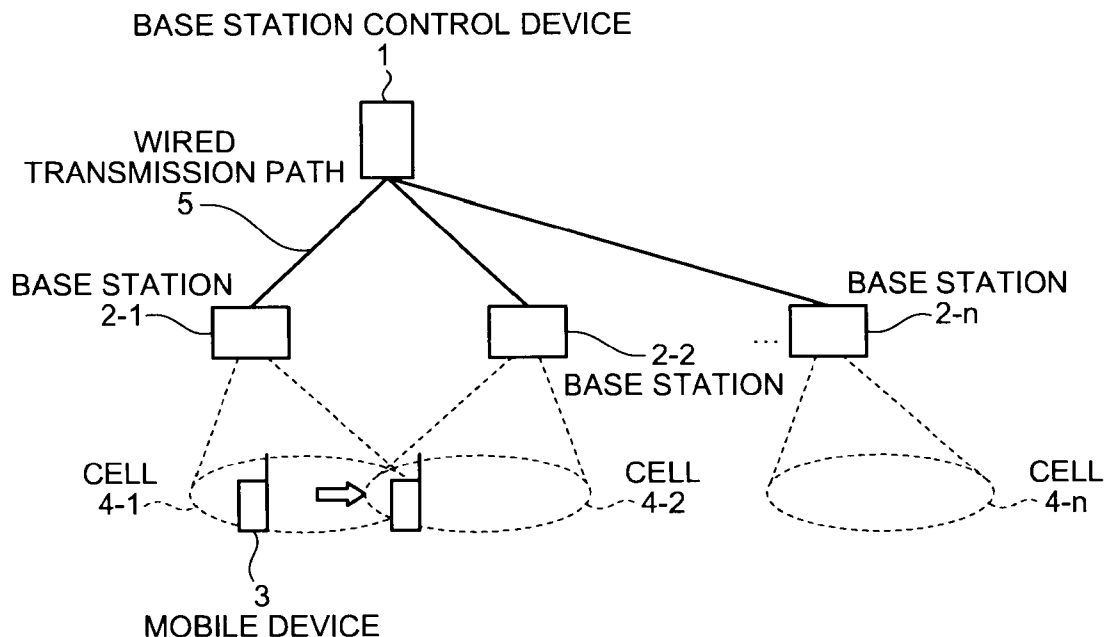 BASE STATION CONTROL DEVICE
1
WIRED
TRANSMISSION PATH
5
BASE STATION
2-1
2-2
BASE STATION
...
BASE STATION
2-n
CELL
4-1
CELL
4-2
CELL
4-n
3
MOBILE DEVICE